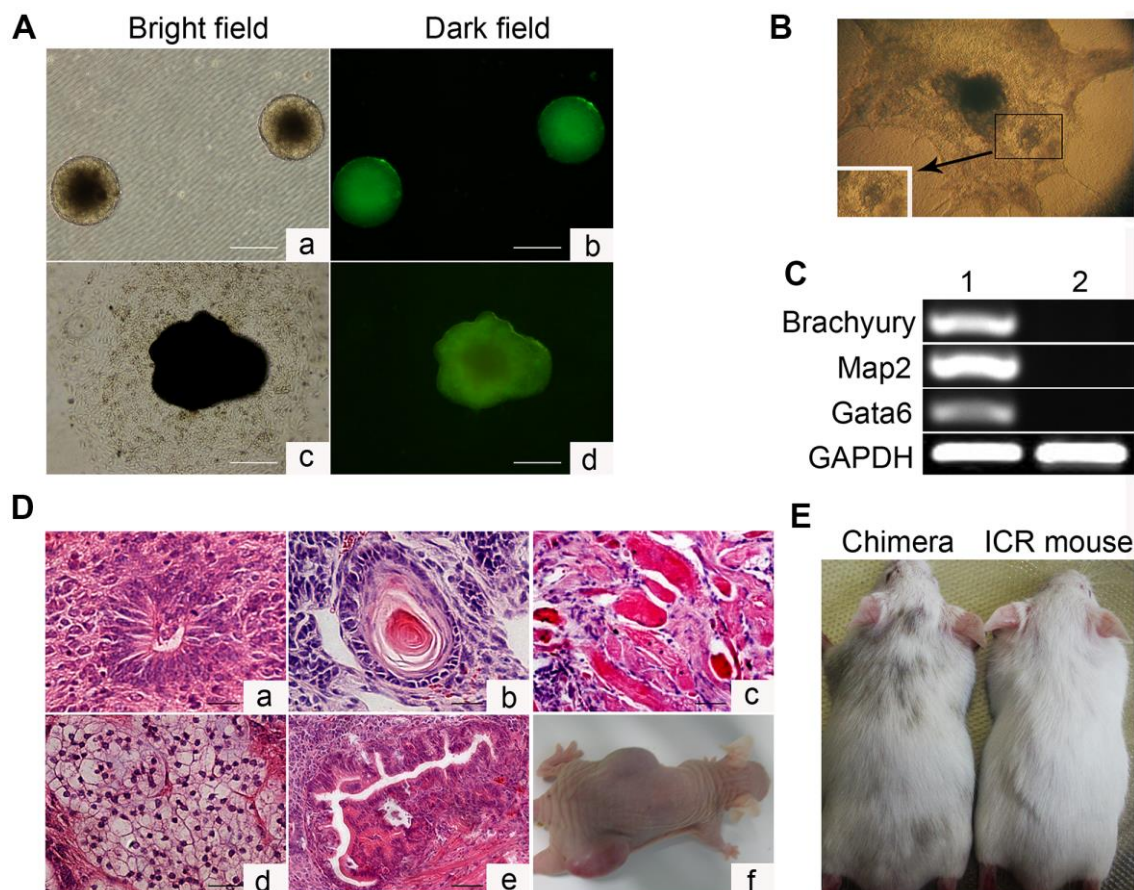 A
Bright field
Dark field
a
b
c
d
B
C
1 2
Brachyury
Map2
Gata6
GAPDH
D
a
b
c
d
e
f
E
Chimera ICR mouse